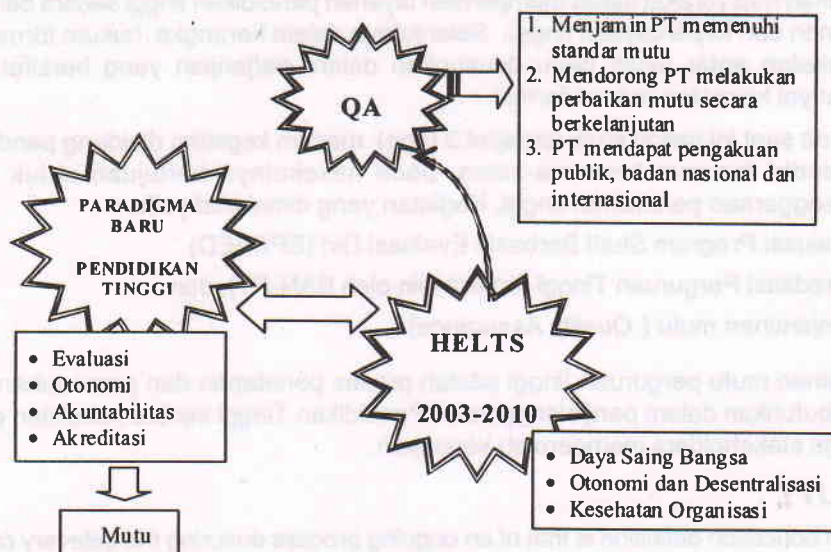 QA
1. Menjamin PT memenuhi
standar mutu
2. Mendorong PT melakukan
perbaikan mutu secara
berkelanjutan
3. PT mendapat pengakuan
publik, badan nasional dan
internasional
PARADIGMA
BARU
PENDIDIKAN
TINGGI
• Evaluasi
• Otonomi
• Akuntabilitas
• Akreditasi
Mutu
HELTS
2003-2010
• Daya Saing Bangsa
• Otonomi dan Desentralisasi
• Kesehatan Organisasi